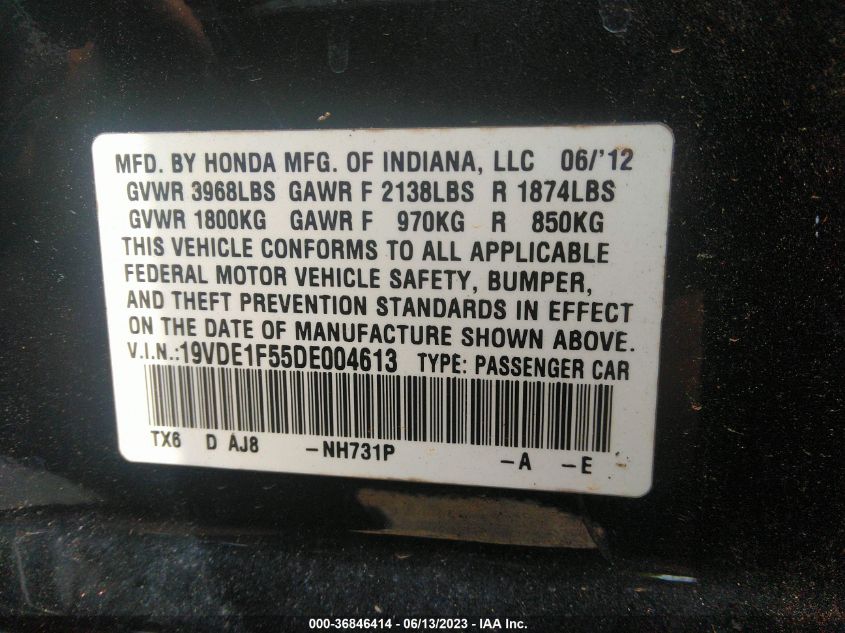 MFD. BY HONDA MFG. OF INDIANA, LLC 06/'12
GVWR 3968LBS GAWR F 2138LBS R 1874LBS
GVWR 1800KG GAWR F 970KG R 850KG
THIS VEHICLE CONFORMS TO ALL APPLICABLE
FEDERAL MOTOR VEHICLE SAFETY, BUMPER,
AND THEFT PREVENTION STANDARDS IN EFFECT
ON THE DATE OF MANUFACTURE SHOWN ABOVE.
V.I.N.:19VDE1F55DE004613 TYPE: PASSENGER CAR
TX6 D AJ8 -NH731P -A -E
000-36846414 - 06/13/2023 - IAA Inc.